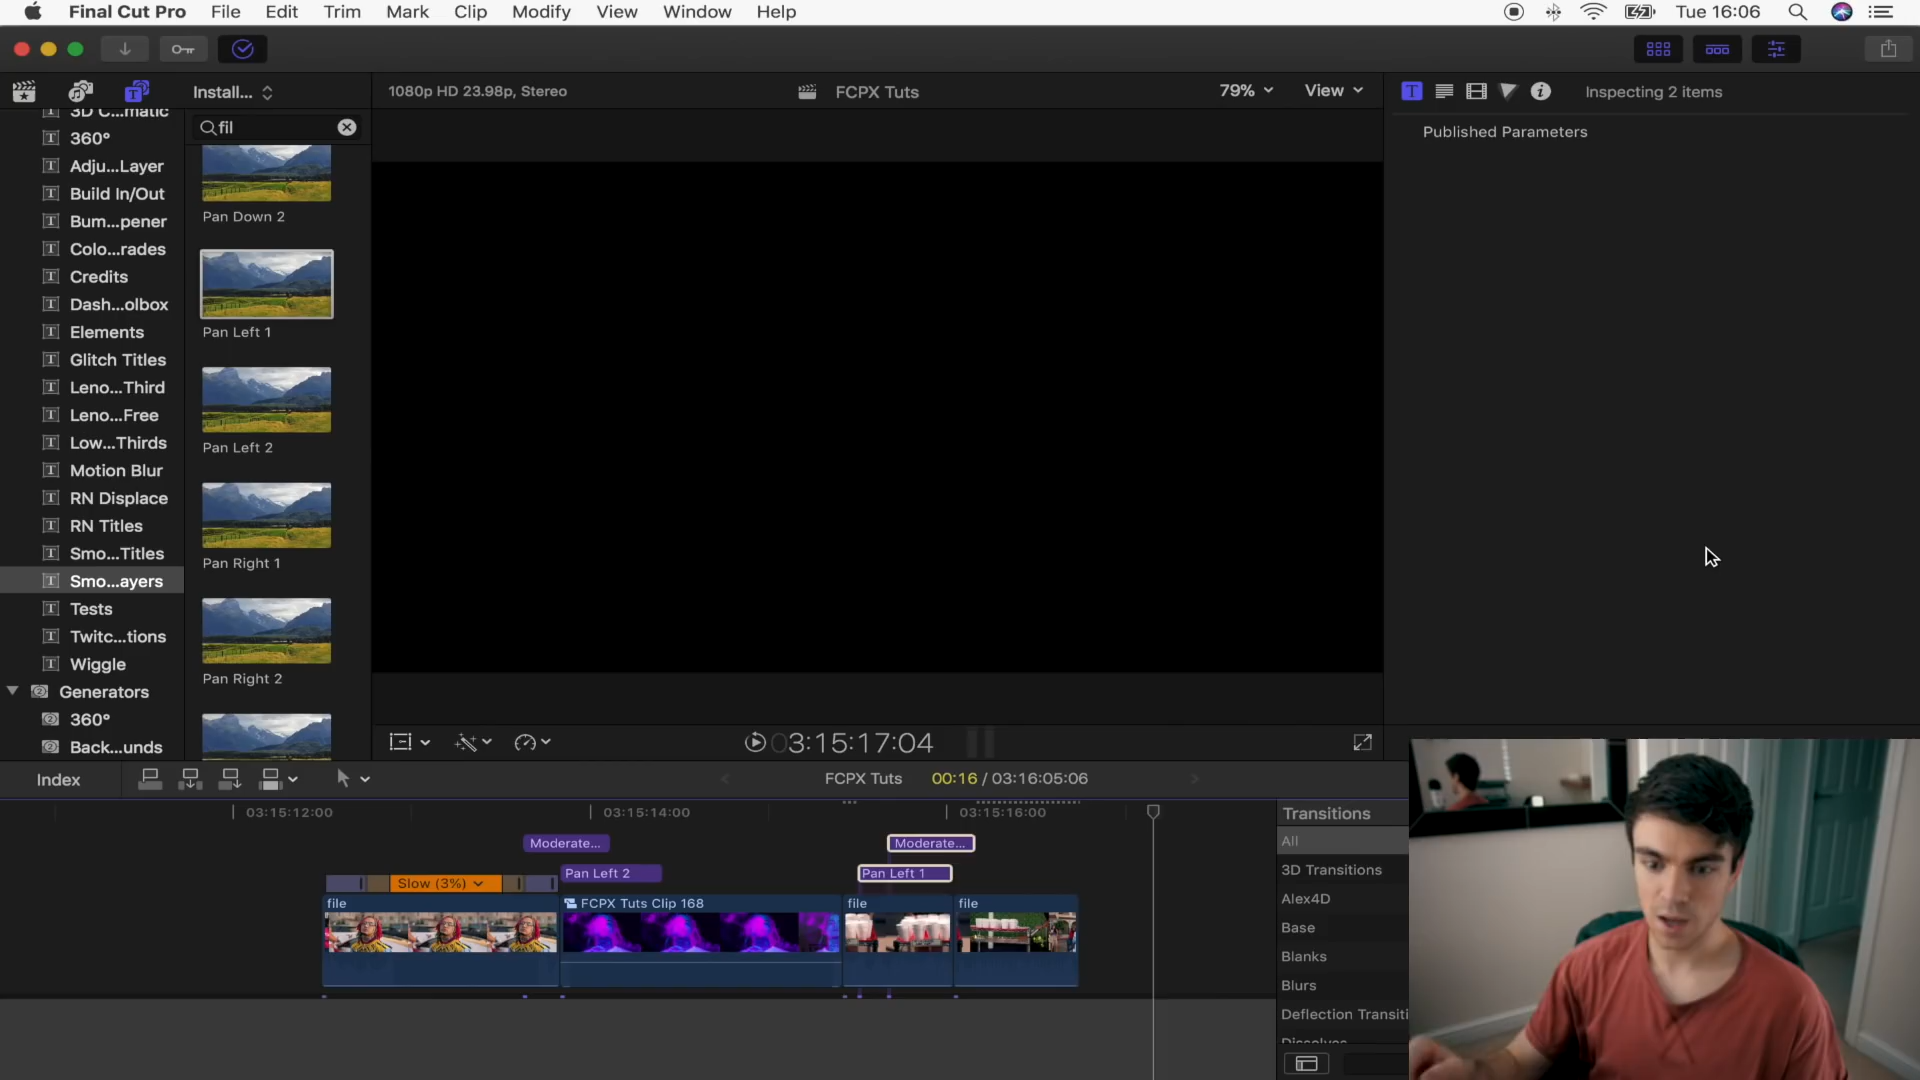 Final Cut Pro File Edit Trim Mark Clip Modify View Window Help Tue 16:06
Install... 1080p HD 23.98p, Stereo FCPX Tuts 79% View Inspecting 2 items
fil
Published Parameters
3D C...matic
360°
Adju...Layer
Build In/Out
Bum...pener
Colo...rades
Credits
Dash...olbox
Elements
Glitch Titles
Leno...Third
Leno...Free
Low...Thirds
Motion Blur
RN Displace
RN Titles
Smo...Titles
Smo...ayers
Tests
Twitc...tions
Wiggle
Generators
360°
Back...unds
Pan Down 2
Pan Left 1
Pan Left 2
Pan Right 1
Pan Right 2
03:15:17:04
Index FCPX Tuts 00:16 / 03:16:05:06
03:15:12:00 03:15:14:00 03:15:16:00
Moderate... Moderate...
Pan Left 2 Pan Left 1
Slow (3%)
file FCPX Tuts Clip 168 file file
Transitions
All
3D Transitions
Alex4D
Base
Blanks
Blurs
Deflection Transiti
Dissolves